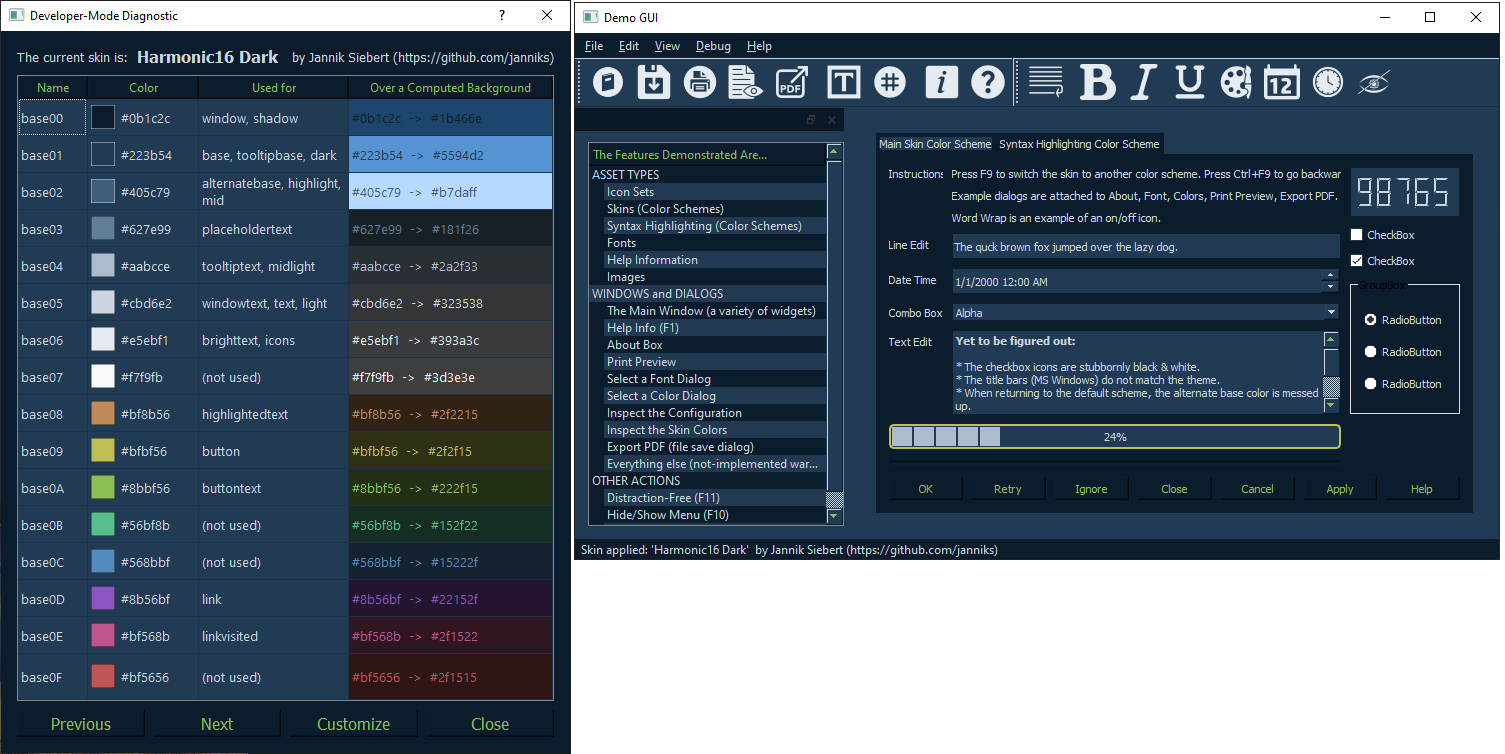 Developer-Mode Diagnostic
?
The current skin is: Harmonic16 Dark by Jannik Siebert (https://github.com/janniks)
Name Color Used for Over a Computed Background
base00 #0b1c2c window, shadow #0b1c2c -> #1b466e
base01 #223b54 base, tooltipbase, dark #223b54 -> #5594d2
base02 #405c79 alternatebase, highlight, mid #405c79 -> #b7daff
base03 #627e99 placeholdertext #627e99 -> #181f26
base04 #aabcce tooltiptext, midlight #aabcce -> #2a2f33
base05 #cbd6e2 windowtext, text, light #cbd6e2 -> #323538
base06 #e5ebf1 brighttext, icons #e5ebf1 -> #393a3c
base07 #f7f9fb (not used) #f7f9fb -> #3d3e3e
base08 #bf8b56 highlightedtext #bf8b56 -> #2f2215
base09 #bfbf56 button #bfbf56 -> #2f2f15
base0A #8bbf56 buttontext #8bbf56 -> #222f15
base0B #56bf8b (not used) #56bf8b -> #152f22
base0C #568bbf (not used) #568bbf -> #15222f
base0D #8b56bf link #8b56bf -> #22152f
base0E #bf568b linkvisited #bf568b -> #2f1522
base0F #bf5656 (not used) #bf5656 -> #2f1515
Previous Next Customize Close
Demo GUI
File Edit View Debug Help
PDF T # i ? B I U 12
The Features Demonstrated Are...
ASSET TYPES
Icon Sets
Skins (Color Schemes)
Syntax Highlighting (Color Schemes)
Fonts
Help Information
Images
WINDOWS and DIALOGS
The Main Window (a variety of widgets)
Help Info (F1)
About Box
Print Preview
Select a Font Dialog
Select a Color Dialog
Inspect the Configuration
Inspect the Skin Colors
Export PDF (file save dialog)
Everything else (not-implemented war...
OTHER ACTIONS
Distraction-Free (F11)
Hide/Show Menu (F10)
Main Skin Color Scheme Syntax Highlighting Color Scheme
Instructions Press F9 to switch the skin to another color scheme. Press Ctrl+F9 to go backwar
Example dialogs are attached to About, Font, Colors, Print Preview, Export PDF.
Word Wrap is an example of an on/off icon.
Line Edit The quck brown fox jumped over the lazy dog.
Date Time 1/1/2000 12:00 AM
Combo Box Alpha
Text Edit Yet to be figured out:
* The checkbox icons are stubbornly black & white.
* The title bars (MS Windows) do not match the theme.
* When returning to the default scheme, the alternate base color is messed
up.
24%
98765
CheckBox
CheckBox
GroupBox
RadioButton
RadioButton
RadioButton
OK Retry Ignore Close Cancel Apply Help
Skin applied: 'Harmonic16 Dark' by Jannik Siebert (https://github.com/janniks)